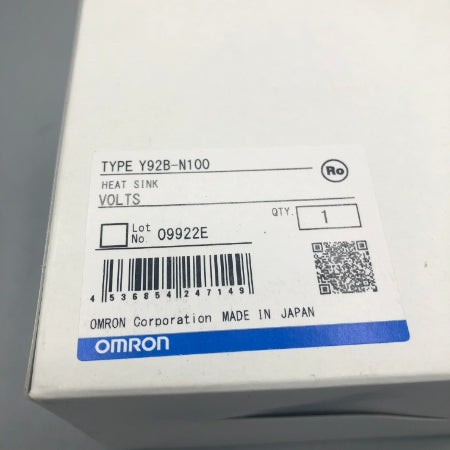 TYPE Y92B-N100
HEAT SINK
Ro
VOLTS
QTY. 1
Lot No. 09922E
4 536854 247149
OMRON Corporation MADE IN JAPAN
OMRON